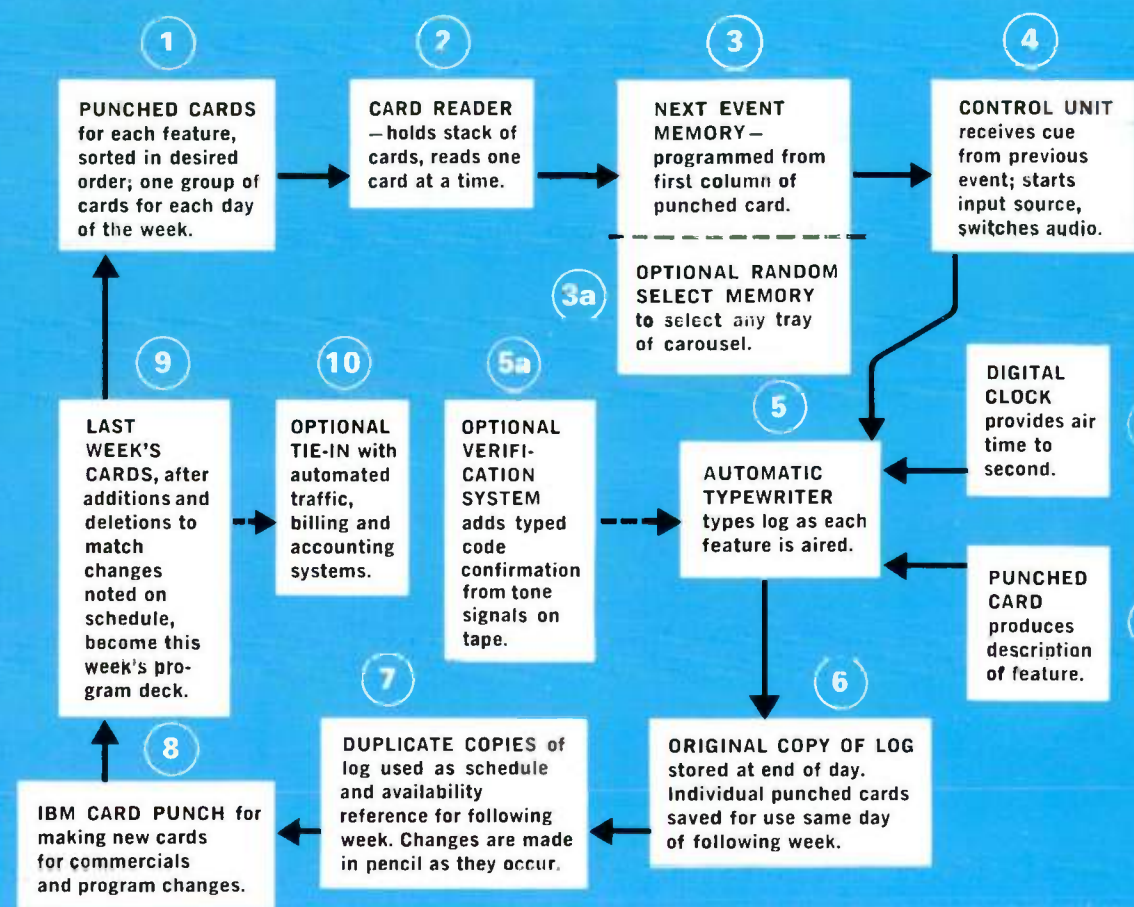 1
PUNCHED CARDS
for each feature,
sorted in desired
order; one group of
cards for each day
of the week.
2
CARD READER
—holds stack of
cards, reads one
card at a time.
3
NEXT EVENT
MEMORY—
programmed from
first column of
punched card.
3a
OPTIONAL RANDOM
SELECT MEMORY
to select any tray
of carousel.
4
CONTROL UNIT
receives cue
from previous
event; starts
input source,
switches audio.
9
LAST
WEEK'S
CARDS, after
additions and
deletions to
match
changes
noted on
schedule,
become this
week's pro-
gram deck.
10
OPTIONAL
TIE-IN with
automated
traffic,
billing and
accounting
systems.
5a
OPTIONAL
VERIFI-
CATION
SYSTEM
adds typed
code
confirmation
from tone
signals on
tape.
5
AUTOMATIC
TYPEWRITER
types log as each
feature is aired.
DIGITAL
CLOCK
provides air
time to
second.
PUNCHED
CARD
produces
description
of feature.
8
IBM CARD PUNCH for
making new cards
for commercials
and program changes.
7
DUPLICATE COPIES of
log used as schedule
and availability
reference for following
week. Changes are made
in pencil as they occur.
6
ORIGINAL COPY OF LOG
stored at end of day.
Individual punched cards
saved for use same day
of following week.